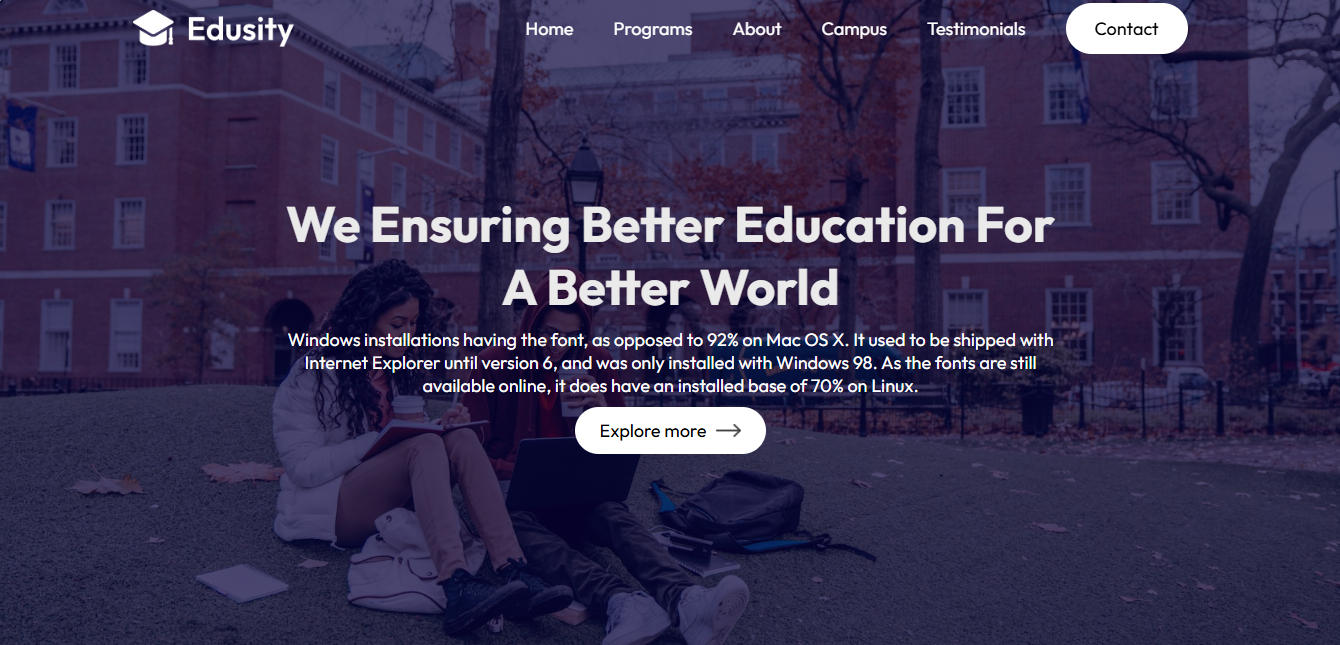 Edusity
Home
Programs
About
Campus
Testimonials
Contact
We Ensuring Better Education For
A Better World
Windows installations having the font, as opposed to 92% on Mac OS X. It used to be shipped with
Internet Explorer until version 6, and was only installed with Windows 98. As the fonts are still
available online, it does have an installed base of 70% on Linux.
Explore more